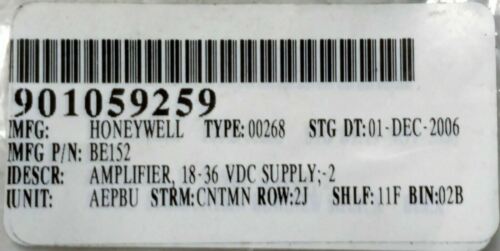 901059259
MFG: HONEYWELL TYPE:00268 STG DT:01-DEC-2006
MFG P/N: BE152
DESCR: AMPLIFIER, 18-36 VDC SUPPLY;-2
UNIT: AEPBU STRM:CNTMN ROW:2J SHLF:11F BIN:02B